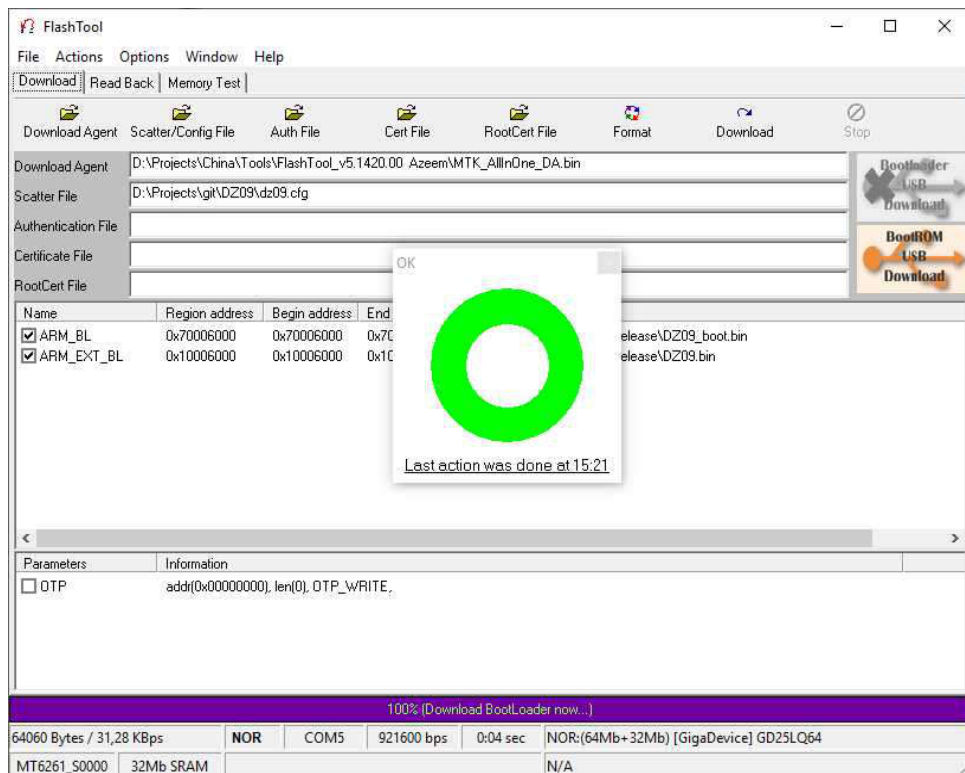 FlashTool
File Actions Options Window Help
Download Read Back Memory Test
Download Agent Scatter/Config File Auth File Cert File RootCert File Format Download Stop
Download Agent D:\Projects\China\Tools\FlashTool_v5.1420.00 Azeem\MTK_AllInOne_DA.bin
Scatter File D:\Projects\git\DZ09\dz09.cfg
Authentication File
Certificate File
RootCert File
Bootloader
USB
Download
BootROM
USB
Download
OK
Name Region address Begin address End
ARM_BL 0x70006000 0x70006000 0x70 elease\DZ09_boot.bin
ARM_EXT_BL 0x10006000 0x10006000 0x10 elease\DZ09.bin
Last action was done at 15:21
Parameters Information
OTP addr(0x00000000), len(0), OTP_WRITE,
100% (Download BootLoader now...)
64060 Bytes / 31,28 KBps NOR COM5 921600 bps 0:04 sec NOR:(64Mb+32Mb) [GigaDevice] GD25LQ64
MT6261_S0000 32Mb SRAM N/A